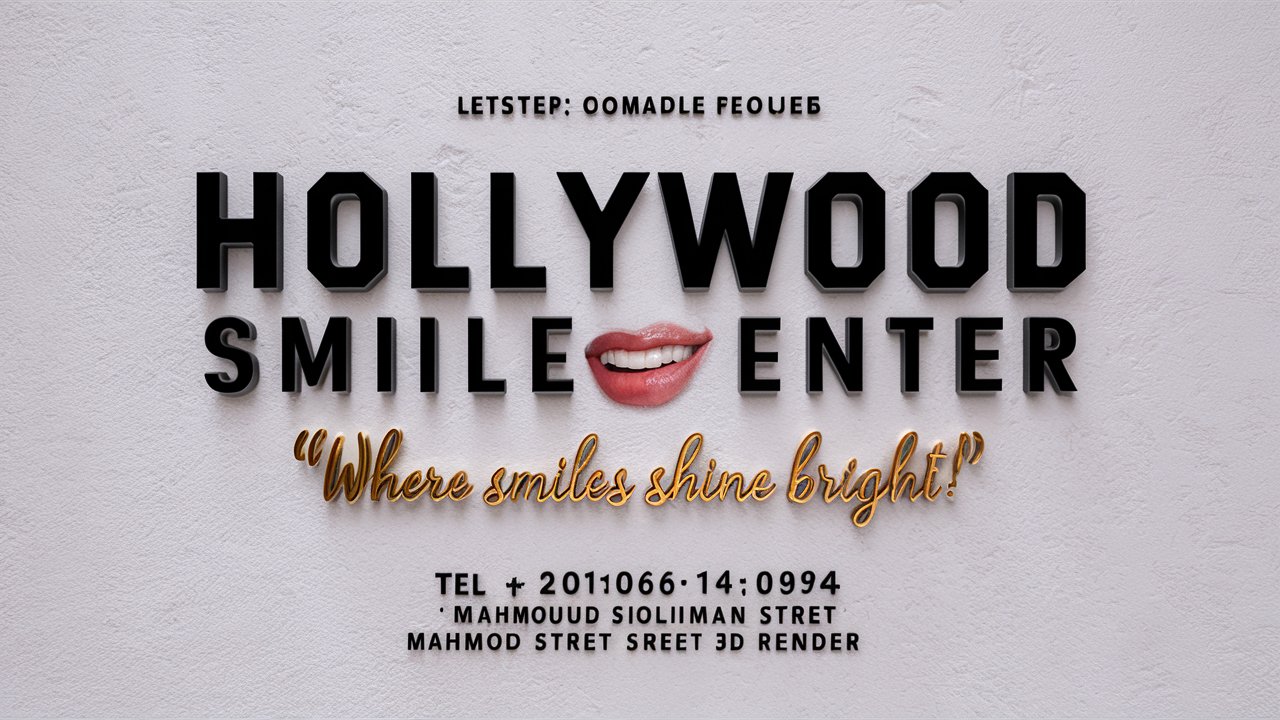 LETSTEP: OOMADLE FEOUEB
HOLLYWOOD
SMIILE ENTER
“Where smiles shine bright!”
TEL + 2011066·14:0994
' MAHMOUUD SIOLIIMAN STRET
MAHMOD STRET SREET 3D RENDER